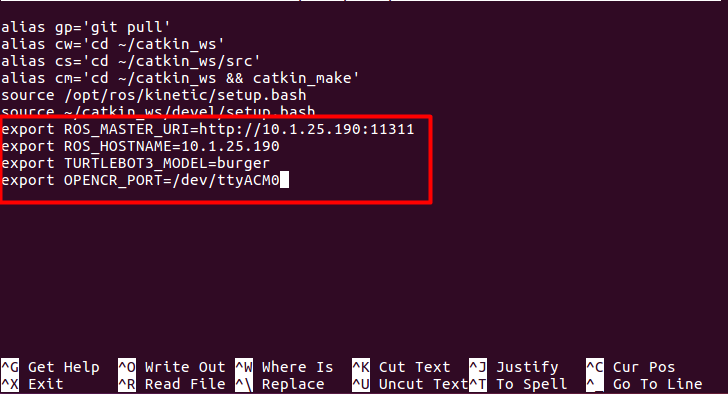 alias gp='git pull'
alias cw='cd ~/catkin_ws'
alias cs='cd ~/catkin_ws/src'
alias cm='cd ~/catkin_ws && catkin_make'
source /opt/ros/kinetic/setup.bash
source ~/catkin_ws/devel/setup.bash
export ROS_MASTER_URI=http://10.1.25.190:11311
export ROS_HOSTNAME=10.1.25.190
export TURTLEBOT3_MODEL=burger
export OPENCR_PORT=/dev/ttyACM0
^G Get Help ^O Write Out ^W Where Is ^K Cut Text ^J Justify ^C Cur Pos
^X Exit ^R Read File ^\ Replace ^U Uncut Text ^T To Spell ^_ Go To Line